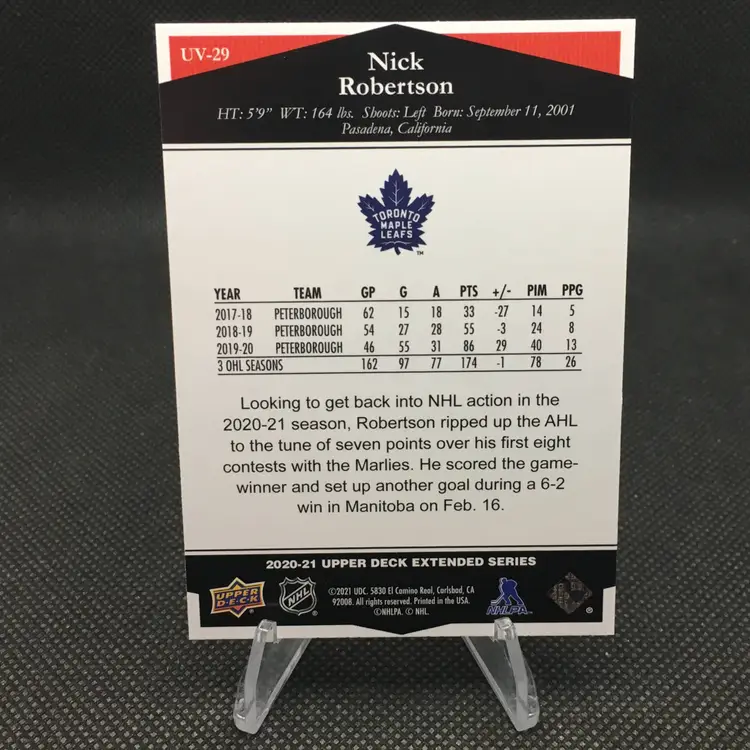 UV-29
Nick
Robertson
HT: 5'9" WT: 164 lbs. Shoots: Left Born: September 11, 2001
Pasadena, California
TORONTO
MAPLE
LEAFS
TM
YEAR TEAM GP G A PTS +/- PIM PPG
2017-18 PETERBOROUGH 62 15 18 33 -27 14 5
2018-19 PETERBOROUGH 54 27 28 55 -3 24 8
2019-20 PETERBOROUGH 46 55 31 86 29 40 13
3 OHL SEASONS 162 97 77 174 -1 78 26
Looking to get back into NHL action in the
2020-21 season, Robertson ripped up the AHL
to the tune of seven points over his first eight
contests with the Marlies. He scored the game-
winner and set up another goal during a 6-2
win in Manitoba on Feb. 16.
2020-21 UPPER DECK EXTENDED SERIES
UPPER
D·E·C·K
NHL
©2021 UDC. 5830 El Camino Real, Carlsbad, CA
92008. All rights reserved. Printed in the USA.
©NHLPA. © NHL.
NHLPA
®